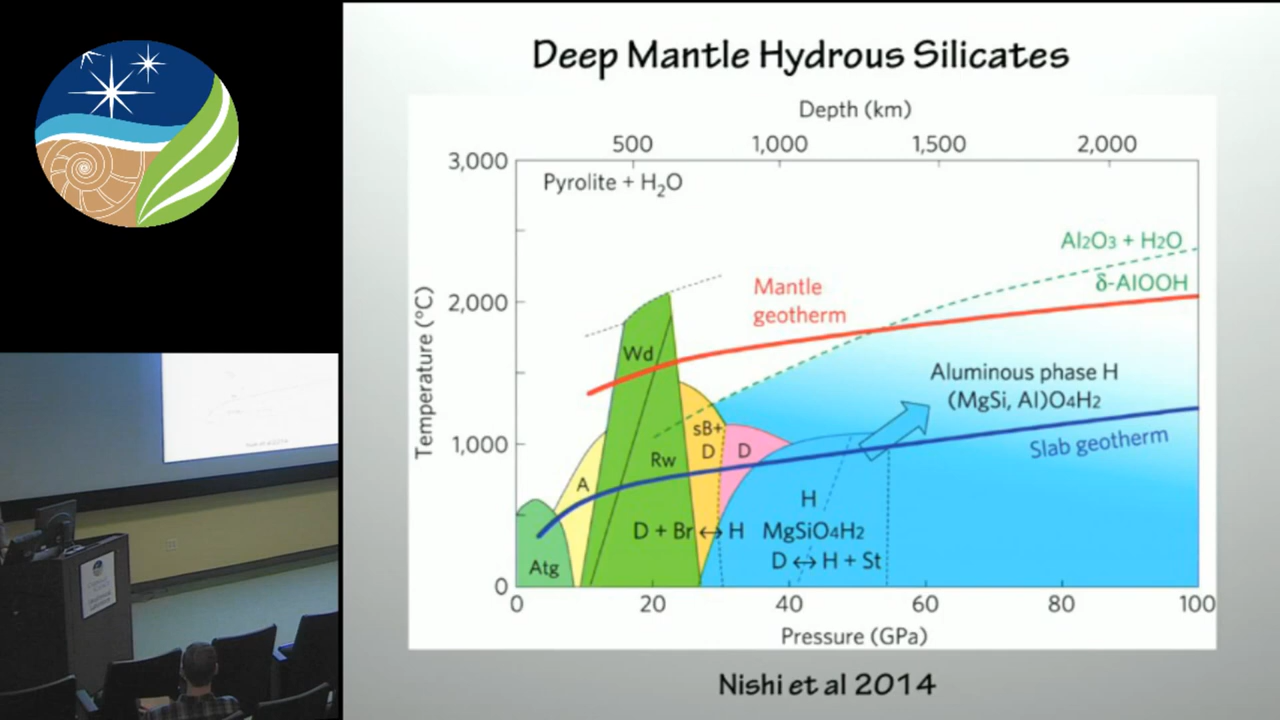 Deep Mantle Hydrous Silicates
Depth (km)
500 1,000 1,500 2,000
3,000
Pyrolite + H₂O
Al2O3 + H2O
δ-AlOOH
Mantle
geotherm
2,000
Wd
Aluminous phase H
(MgSi, Al)O4H2
Slab geotherm
Temperature (°C)
sB+
D
D
1,000
Rw
A
H
D + Br ↔ H MgSiO4H2
D ↔ H + St
Atg
0
0 20 40 60 80 100
Pressure (GPa)
Nishi et al 2014